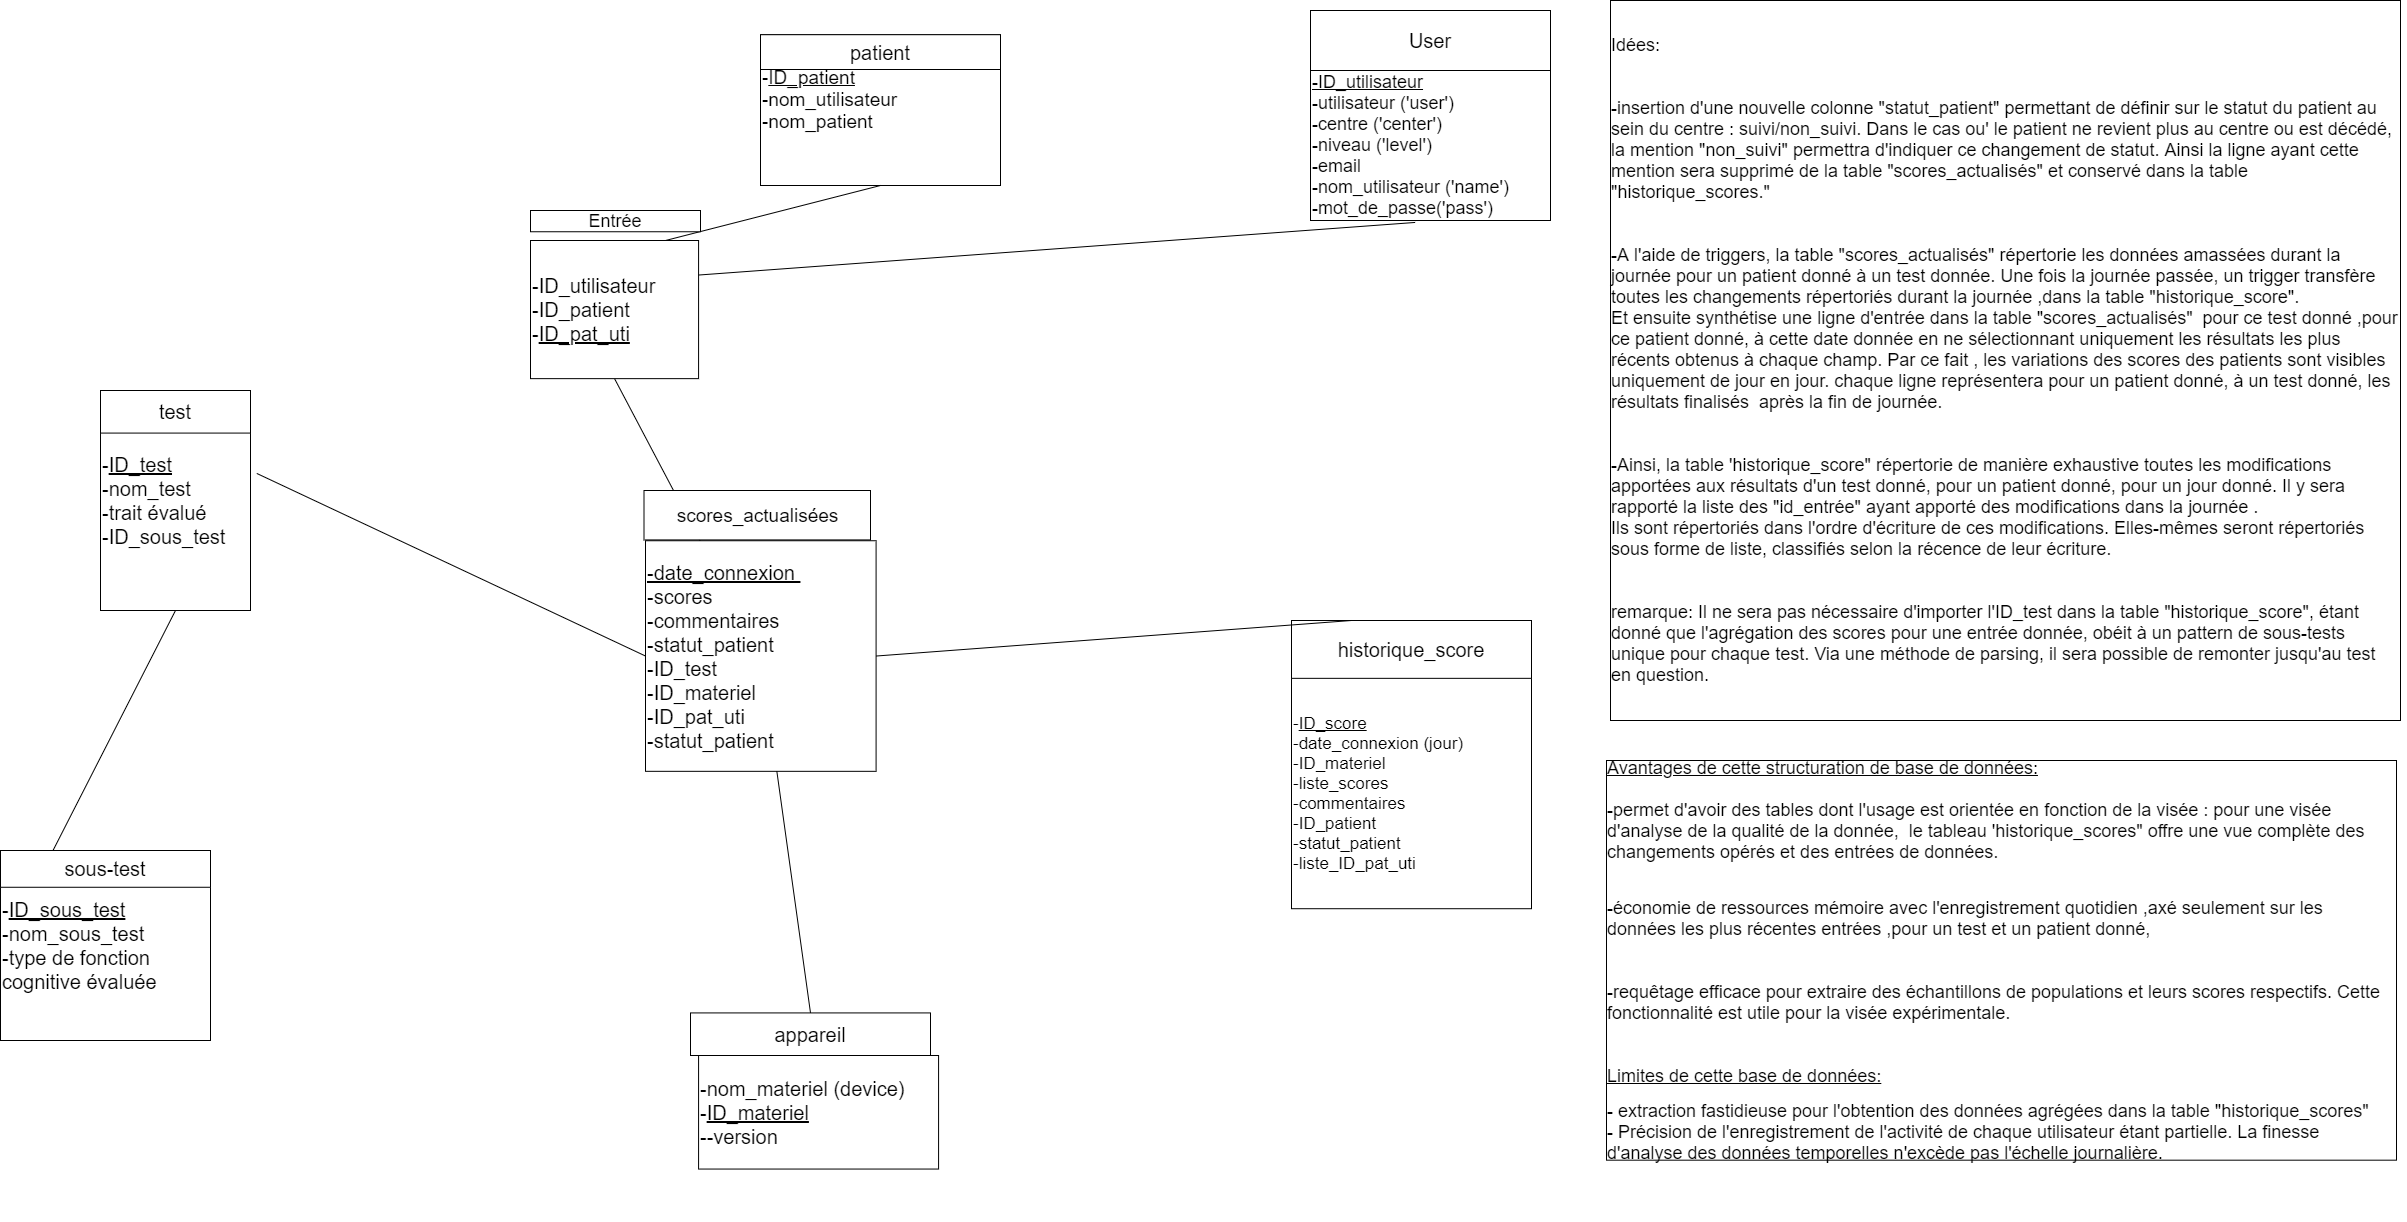 patient
-ID_patient
-nom_utilisateur
-nom_patient
User
-ID_utilisateur
-utilisateur ('user')
-centre ('center')
-niveau ('level')
-email
-nom_utilisateur ('name')
-mot_de_passe('pass')
Entrée
-ID_utilisateur
-ID_patient
-ID_pat_uti
test
-ID_test
-nom_test
-trait évalué
-ID_sous_test
scores_actualisées
-date_connexion
-scores
-commentaires
-statut_patient
-ID_test
-ID_materiel
-ID_pat_uti
-statut_patient
historique_score
-ID_score
-date_connexion (jour)
-ID_materiel
-liste_scores
-commentaires
-ID_patient
-statut_patient
-liste_ID_pat_uti
sous-test
-ID_sous_test
-nom_sous_test
-type de fonction
cognitive évaluée
appareil
-nom_materiel (device)
-ID_materiel
--version
Idées:
-insertion d'une nouvelle colonne "statut_patient" permettant de définir sur le statut du patient au
sein du centre : suivi/non_suivi. Dans le cas ou' le patient ne revient plus au centre ou est décédé,
la mention "non_suivi" permettra d'indiquer ce changement de statut. Ainsi la ligne ayant cette
mention sera supprimé de la table "scores_actualisés" et conservé dans la table
"historique_scores."
-A l'aide de triggers, la table "scores_actualisés" répertorie les données amassées durant la
journée pour un patient donné à un test donnée. Une fois la journée passée, un trigger transfère
toutes les changements répertoriés durant la journée ,dans la table "historique_score".
Et ensuite synthétise une ligne d'entrée dans la table "scores_actualisés"  pour ce test donné ,pour
ce patient donné, à cette date donnée en ne sélectionnant uniquement les résultats les plus
récents obtenus à chaque champ. Par ce fait , les variations des scores des patients sont visibles
uniquement de jour en jour. chaque ligne représentera pour un patient donné, à un test donné, les
résultats finalisés  après la fin de journée.
-Ainsi, la table 'historique_score" répertorie de manière exhaustive toutes les modifications
apportées aux résultats d'un test donné, pour un patient donné, pour un jour donné. Il y sera
rapporté la liste des "id_entrée" ayant apporté des modifications dans la journée .
Ils sont répertoriés dans l'ordre d'écriture de ces modifications. Elles-mêmes seront répertoriés
sous forme de liste, classifiés selon la récence de leur écriture.
remarque: Il ne sera pas nécessaire d'importer l'ID_test dans la table "historique_score", étant
donné que l'agrégation des scores pour une entrée donnée, obéit à un pattern de sous-tests
unique pour chaque test. Via une méthode de parsing, il sera possible de remonter jusqu'au test
en question.
Avantages de cette structuration de base de données:
-permet d'avoir des tables dont l'usage est orientée en fonction de la visée : pour une visée
d'analyse de la qualité de la donnée,  le tableau 'historique_scores" offre une vue complète des
changements opérés et des entrées de données.
-économie de ressources mémoire avec l'enregistrement quotidien ,axé seulement sur les
données les plus récentes entrées ,pour un test et un patient donné,
-requêtage efficace pour extraire des échantillons de populations et leurs scores respectifs. Cette
fonctionnalité est utile pour la visée expérimentale.
Limites de cette base de données:
- extraction fastidieuse pour l'obtention des données agrégées dans la table "historique_scores"
- Précision de l'enregistrement de l'activité de chaque utilisateur étant partielle. La finesse
d'analyse des données temporelles n'excède pas l'échelle journalière.